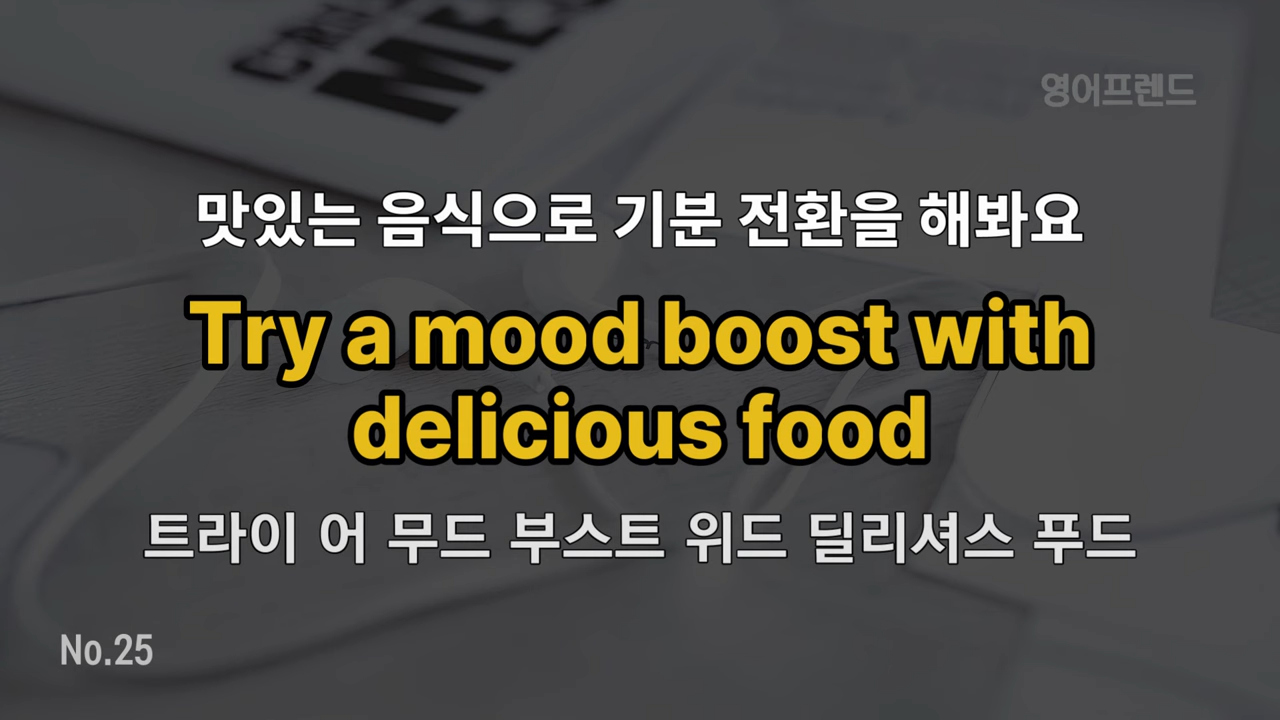 ME
영어프렌드
맛있는 음식으로 기분 전환을 해봐요
Try a mood boost with
delicious food
트라이 어 무드 부스트 위드 딜리셔스 푸드
No.25